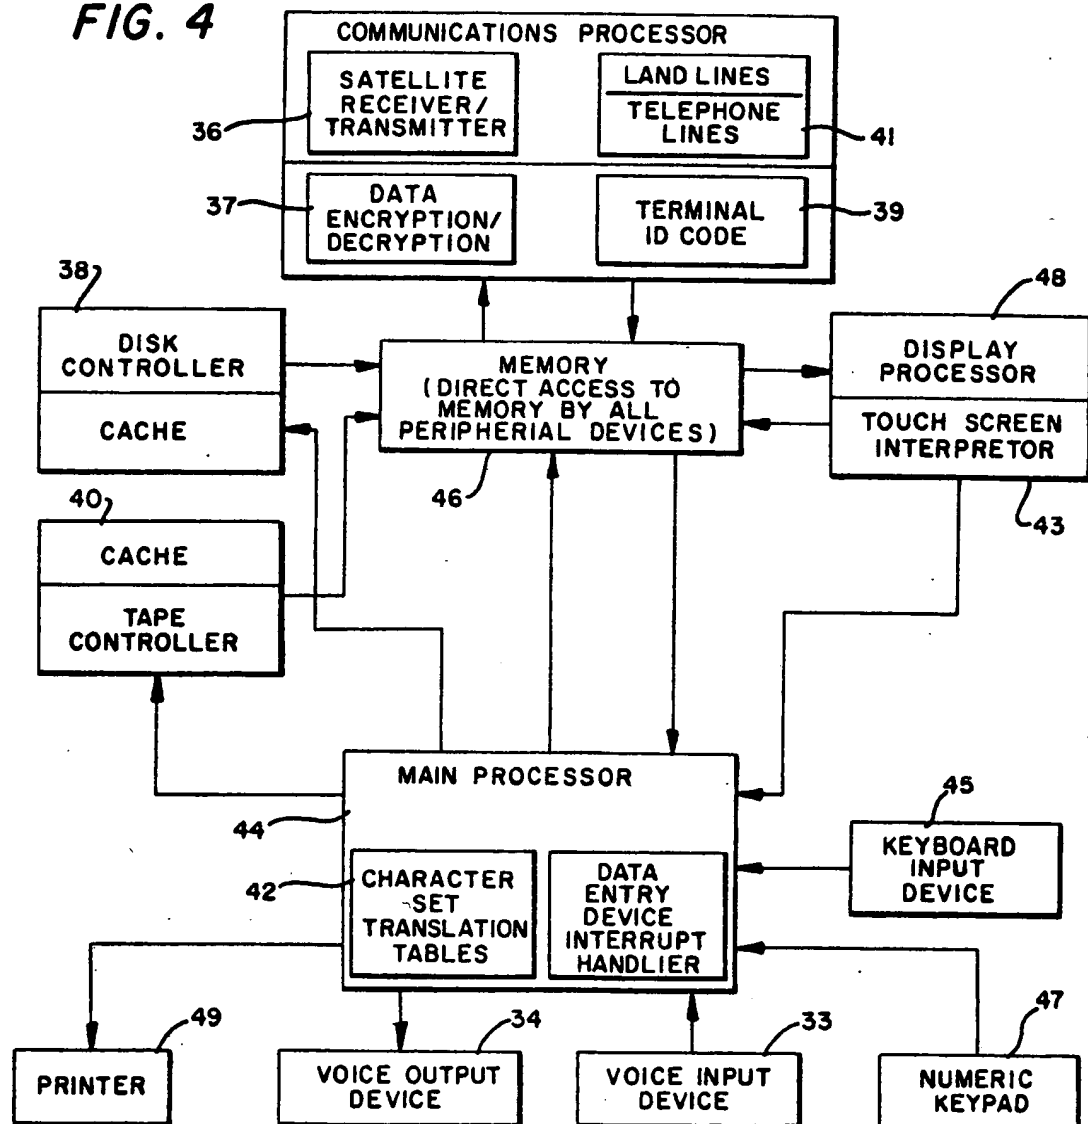 FIG. 4
COMMUNICATIONS PROCESSOR
SATELLITE
RECEIVER/
TRANSMITTER
36
LAND LINES
TELEPHONE
LINES
41
37
DATA
ENCRYPTION/
DECRYPTION
TERMINAL
ID CODE
39
38
DISK
CONTROLLER
CACHE
MEMORY
(DIRECT ACCESS TO
MEMORY BY ALL
PERIPHERIAL DEVICES)
46
48
DISPLAY
PROCESSOR
TOUCH SCREEN
INTERPRETOR
43
40
CACHE
TAPE
CONTROLLER
MAIN PROCESSOR
44
42
CHARACTER
SET
TRANSLATION
TABLES
DATA
ENTRY
DEVICE
INTERRUPT
HANDLIER
45
KEYBOARD
INPUT
DEVICE
49
PRINTER
34
VOICE OUTPUT
DEVICE
33
VOICE INPUT
DEVICE
47
NUMERIC
KEYPAD